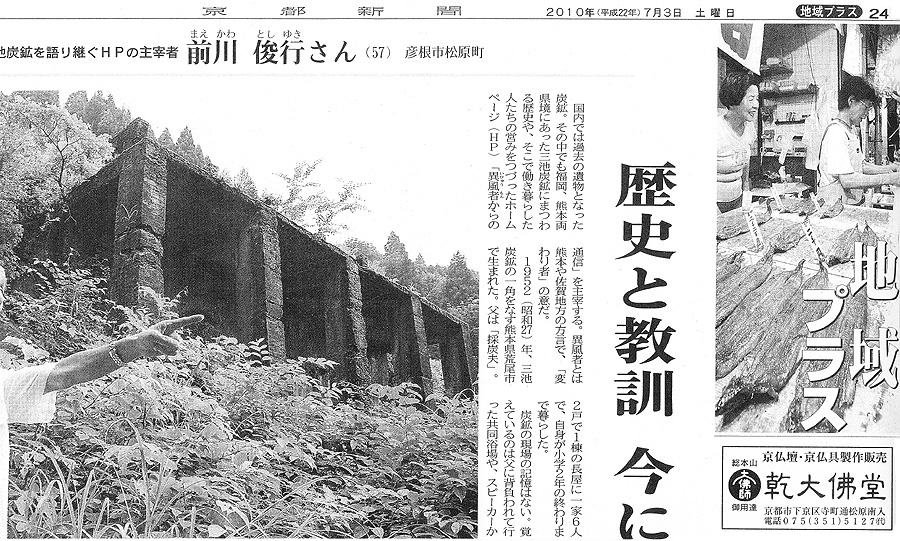 京都新聞
2010年(平成22年)7月3日 土曜日
地域プラス 24
池炭鉱を語り継ぐHPの主宰者 前川 俊行さん (57) 彦根市松原町
まえ かわ とし ゆき
歴史と教訓 今に
国内では過去の遺物となった
炭鉱。その中でも福岡、熊本両
県境にあった三池炭鉱にまつわ
る歴史や、そこで働き暮らした
人たちの営みをつづったホーム
ページ(HP)「異風者からの
通信」を主宰する。異風者とは
熊本や佐賀地方の方言で、「変
わり者」の意だ。
1952(昭和27)年、三池
炭鉱の一角をなす熊本県荒尾市
で生まれた。父は「採炭夫」。
2戸で1棟の長屋に一家6人
で、自身が小学2年の終わりま
で暮らした。
炭鉱の現場の記憶はない。覚
えているのは父に背負われて行
った共同浴場や、スピーカーか
地域
プラス
京仏壇・京仏具製作販売
総本山
大佛師
御用達
乾大佛堂
京都市下京区寺町通松原南入
電話075(351)5127代